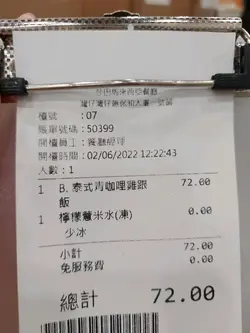 檯號 : 07
賬單號碼 : 50399
開檯員工 : 餐廳經理
開檯時間 : 02/06/2022 12:22:43
人數 : 1
1 B. 泰式青咖哩雞跟 72.00
飯
1 檸檬薏米水(凍) 0.00
少冰
小計 72.00
免服務費 0.00
總計 72.00